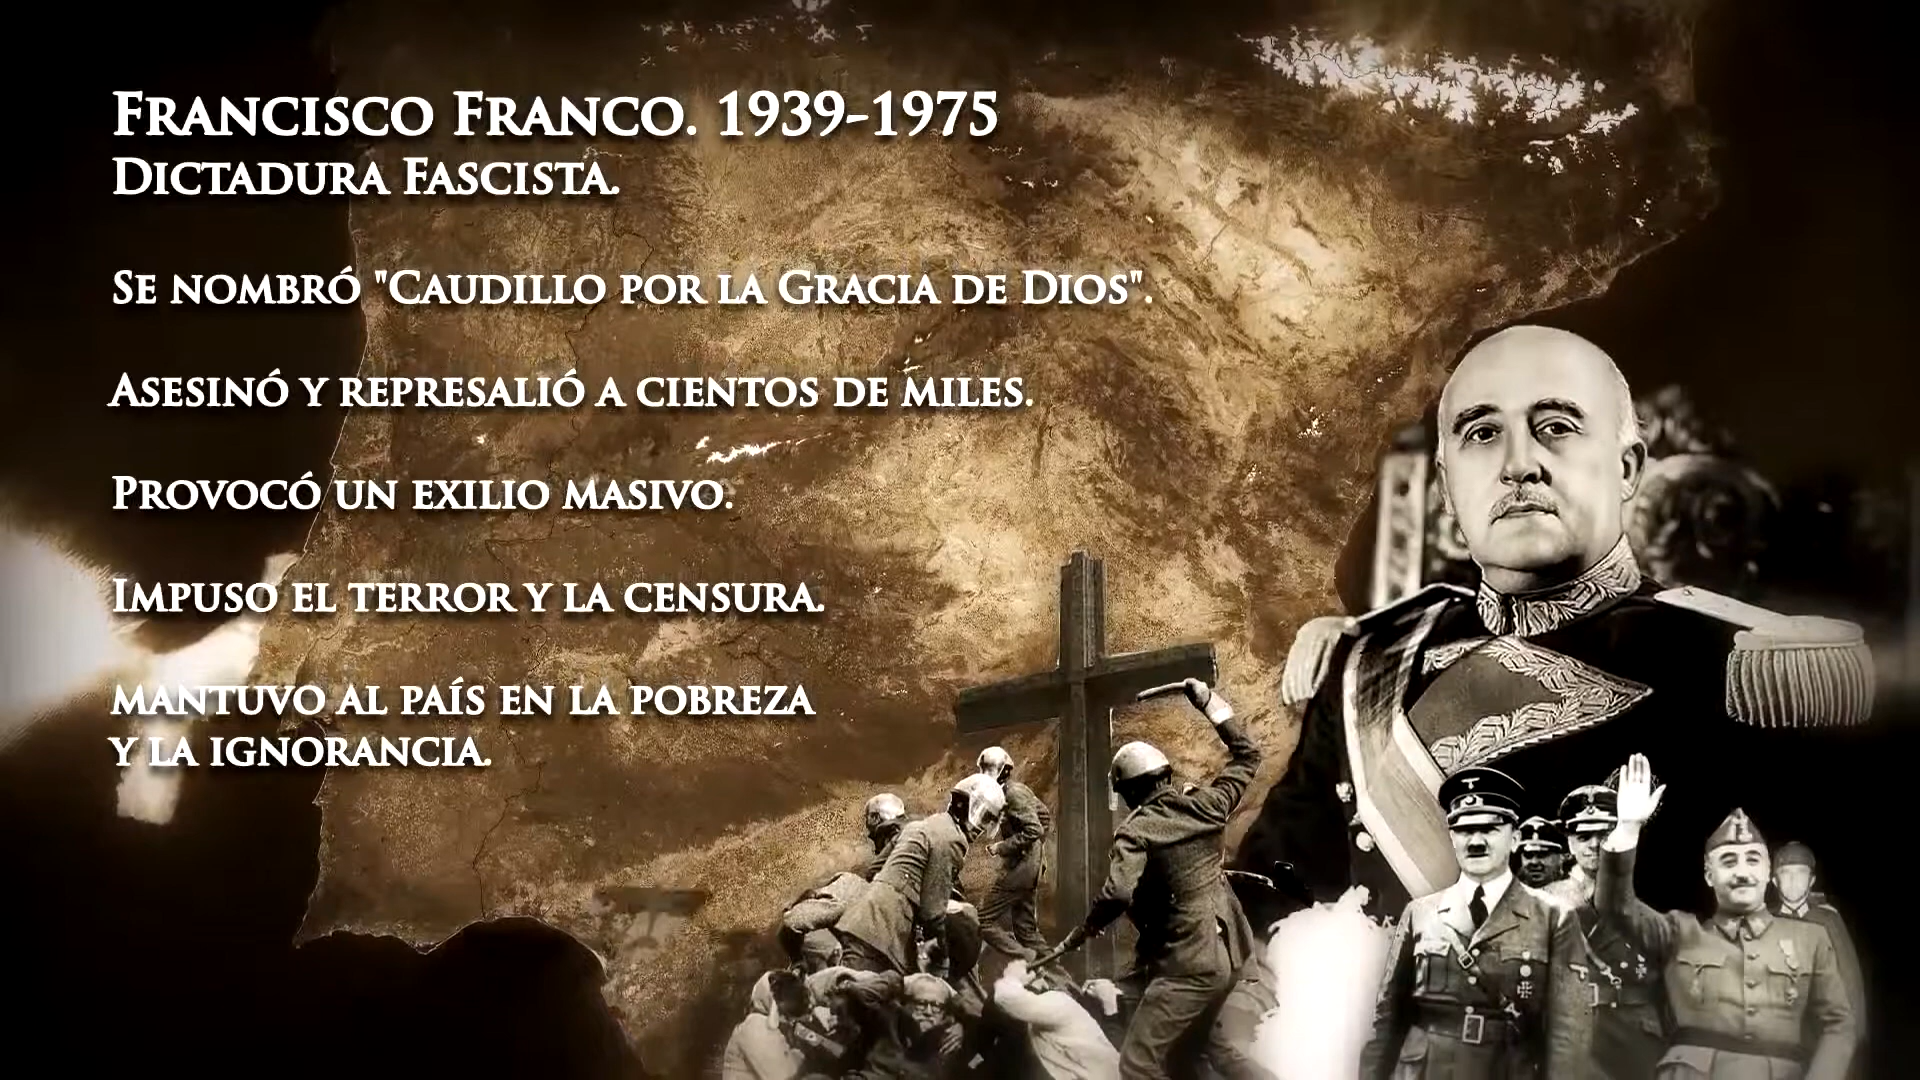 Francisco Franco. 1939-1975
Dictadura Fascista.
Se nombró "Caudillo por la Gracia de Dios".
Asesinó y represalió a cientos de miles.
Provocó un exilio masivo.
Impuso el terror y la censura.
mantuvo al país en la pobreza
y la ignorancia.